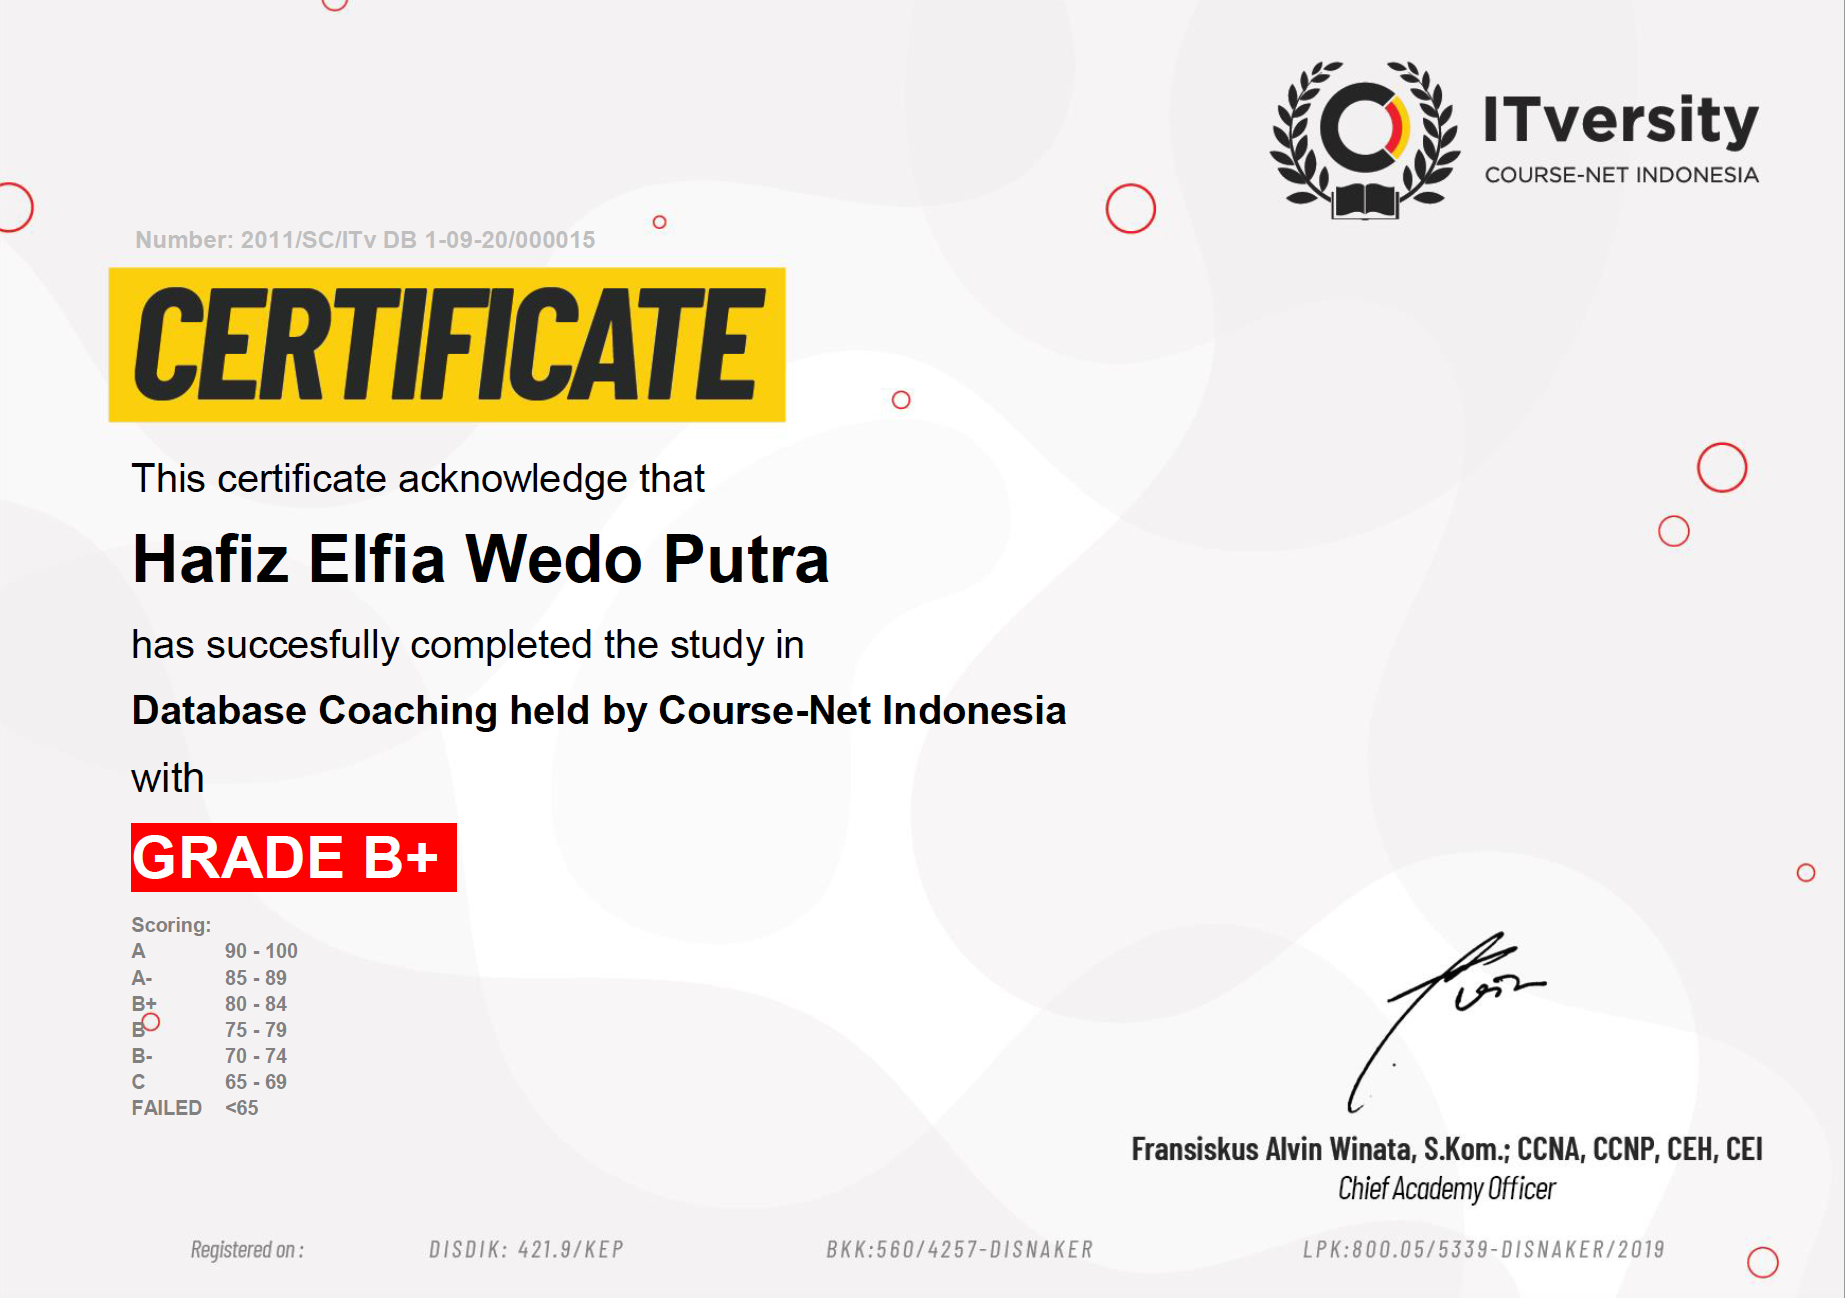 ITversity
COURSE-NET INDONESIA
Number: 2011/SC/ITv DB 1-09-20/000015
CERTIFICATE
This certificate acknowledge that
Hafiz Elfia Wedo Putra
has succesfully completed the study in
Database Coaching held by Course-Net Indonesia
with
GRADE B+
Scoring:
A 90 - 100
A- 85 - 89
B+ 80 - 84
B 75 - 79
B- 70 - 74
C 65 - 69
FAILED <65
Fransiskus Alvin Winata, S.Kom.; CCNA, CCNP, CEH, CEI
Chief Academy Officer
Registered on : DISDIK: 421.9/KEP BKK:560/4257-DISNAKER LPK:800.05/5339-DISNAKER/2019